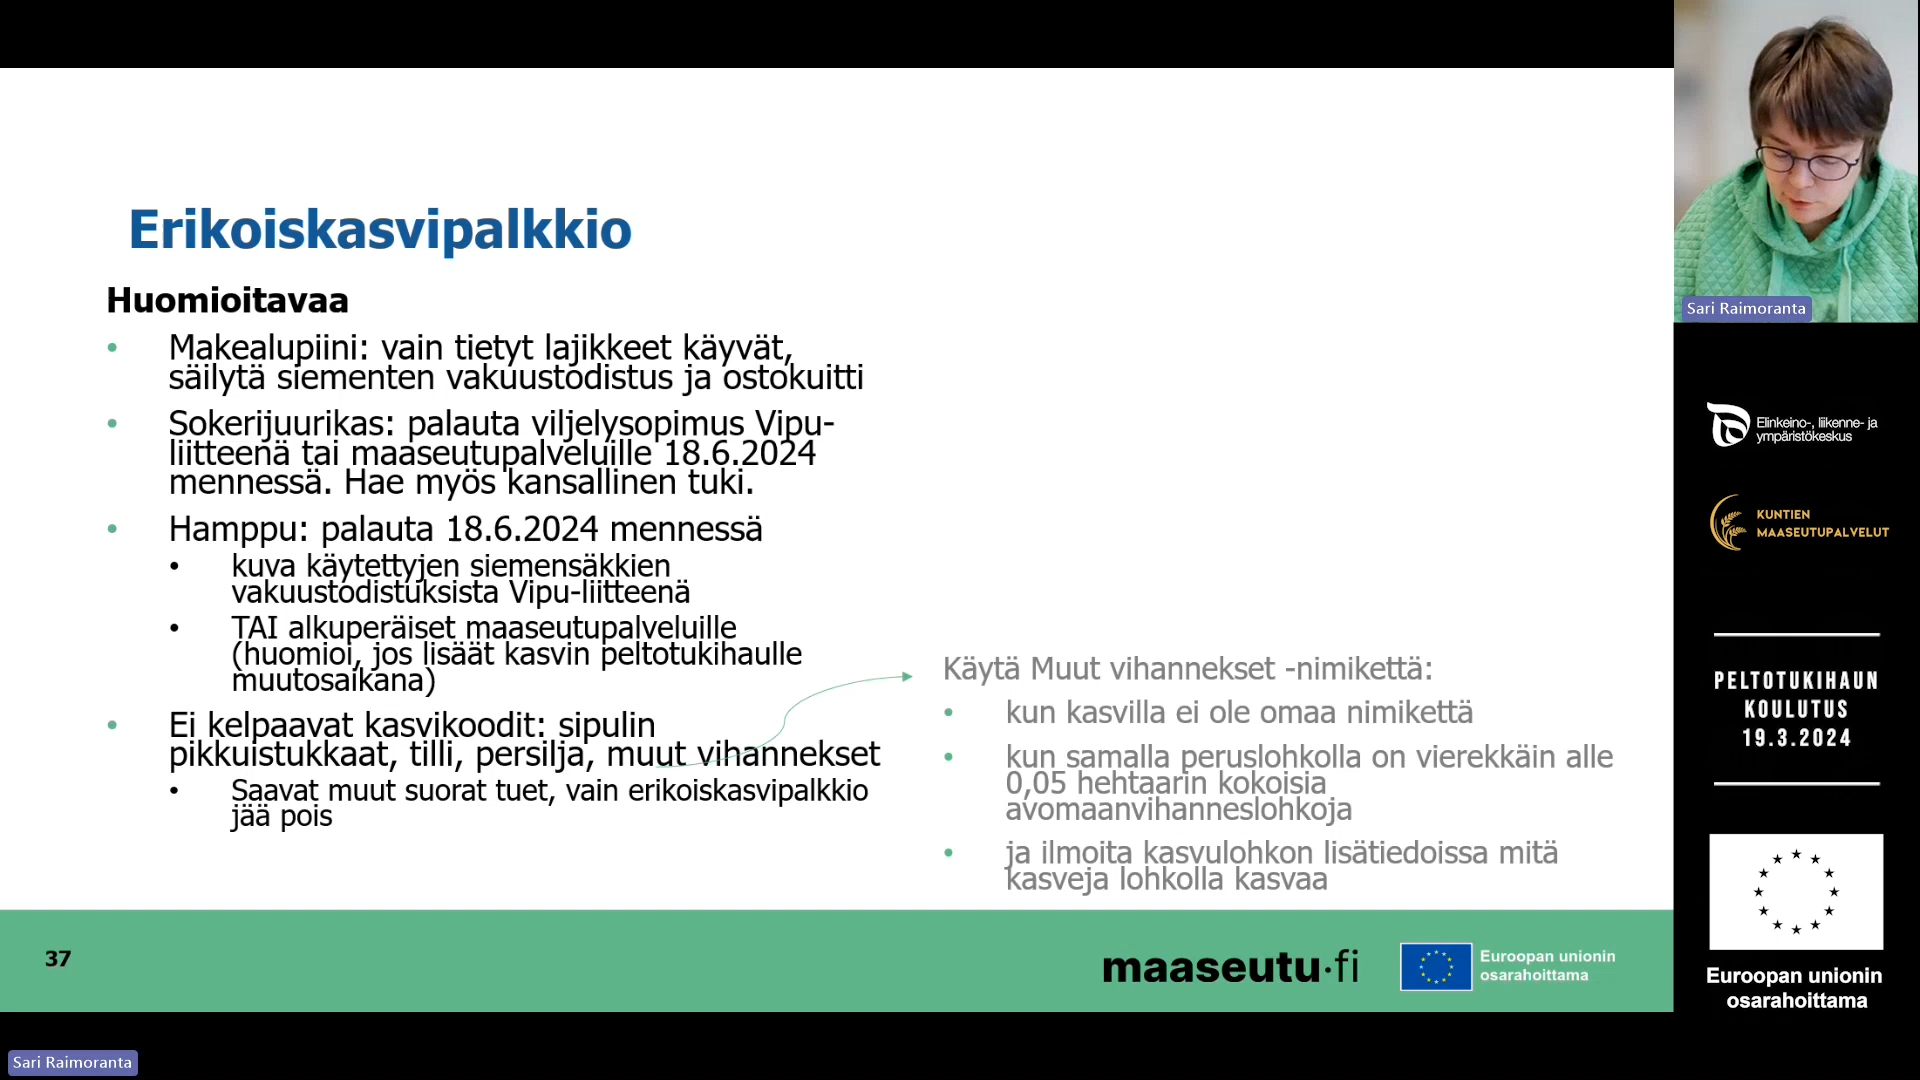 Erikoiskasvipalkkio
Huomioitavaa
• Makealupiini: vain tietyt lajikkeet käyvät,
säilytä siementen vakuustodistus ja ostokuitti
• Sokerijuurikas: palauta viljelysopimus Vipu-
liitteenä tai maaseutupalveluille 18.6.2024
mennessä. Hae myös kansallinen tuki.
• Hamppu: palauta 18.6.2024 mennessä
• kuva käytettyjen siemensäkkien
vakuustodistuksista Vipu-liitteenä
• TAI alkuperäiset maaseutupalveluille
(huomioi, jos lisäät kasvin peltotukihaulle
muutosaikana)
• Ei kelpaavat kasvikoodit: sipulin
pikkuistukkaat, tilli, persilja, muut vihannekset
• Saavat muut suorat tuet, vain erikoiskasvipalkkio
jää pois
Käytä Muut vihannekset -nimikettä:
• kun kasvilla ei ole omaa nimikettä
• kun samalla peruslohkolla on vierekkäin alle
0,05 hehtaarin kokoisia
avomaanvihanneslohkoja
• ja ilmoita kasvulohkon lisätiedoissa mitä
kasveja lohkolla kasvaa
37
maaseutu·fi
Euroopan unionin
osarahoittama
Sari Raimoranta
Elinkeino-, liikenne- ja
ympäristökeskus
KUNTIEN
MAASEUTUPALVELUT
PELTOTUKIHAUN
KOULUTUS
19.3.2024
Euroopan unionin
osarahoittama
Sari Raimoranta